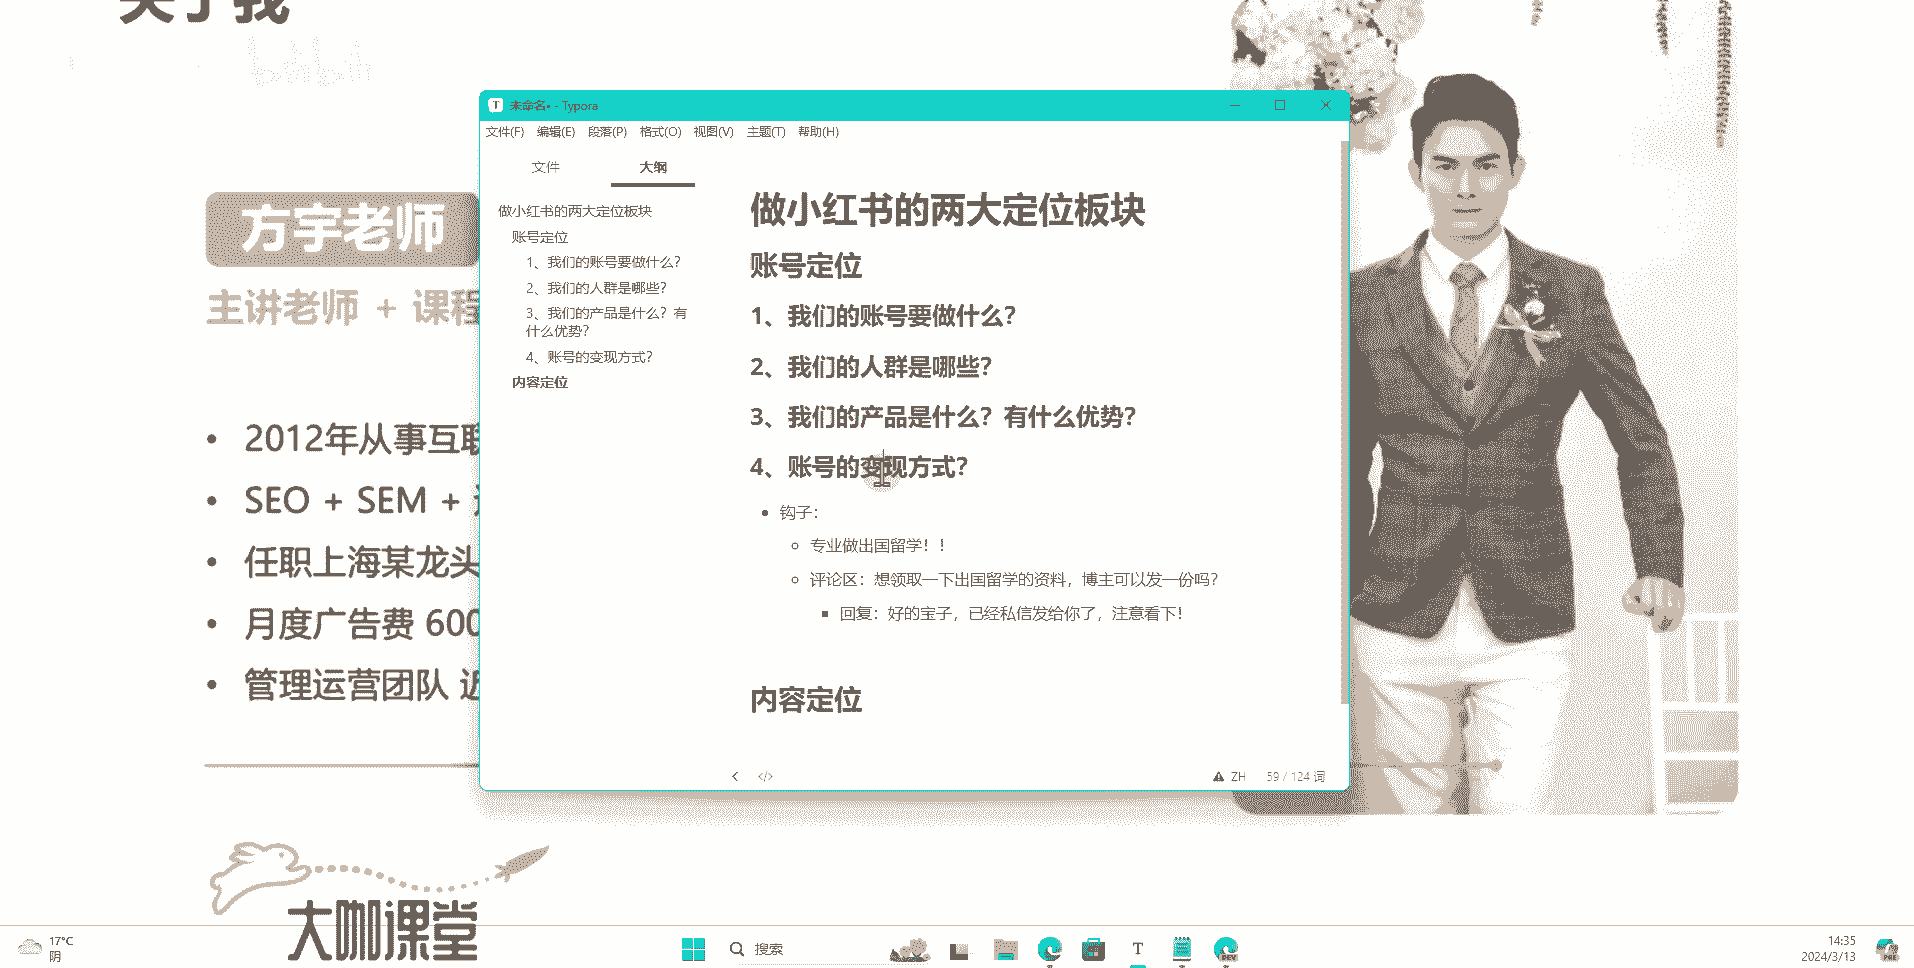 关于我
方宇老师
主讲老师 + 课程
• 2012年从事互联
• SEO + SEM +
• 任职上海某龙头
• 月度广告费 600
• 管理运营团队 近
大咖课堂
未命名• - Typora
文件(F) 编辑(E) 段落(P) 格式(O) 视图(V) 主题(T) 帮助(H)
文件 大纲
做小红书的两大定位板块
账号定位
1、我们的账号要做什么？
2、我们的人群是哪些？
3、我们的产品是什么？有
什么优势？
4、账号的变现方式？
内容定位
做小红书的两大定位板块
账号定位
1、我们的账号要做什么？
2、我们的人群是哪些？
3、我们的产品是什么？有什么优势？
4、账号的变现方式？
• 钩子：
专业做出国留学！！
评论区：想领取一下出国留学的资料，博主可以发一份吗？
回复：好的宝子，已经私信发给你了，注意看下！
内容定位
</> ZH 59 / 124 词
17°C
阴
搜索
T
DEV
14:35
2024/3/13
PRE